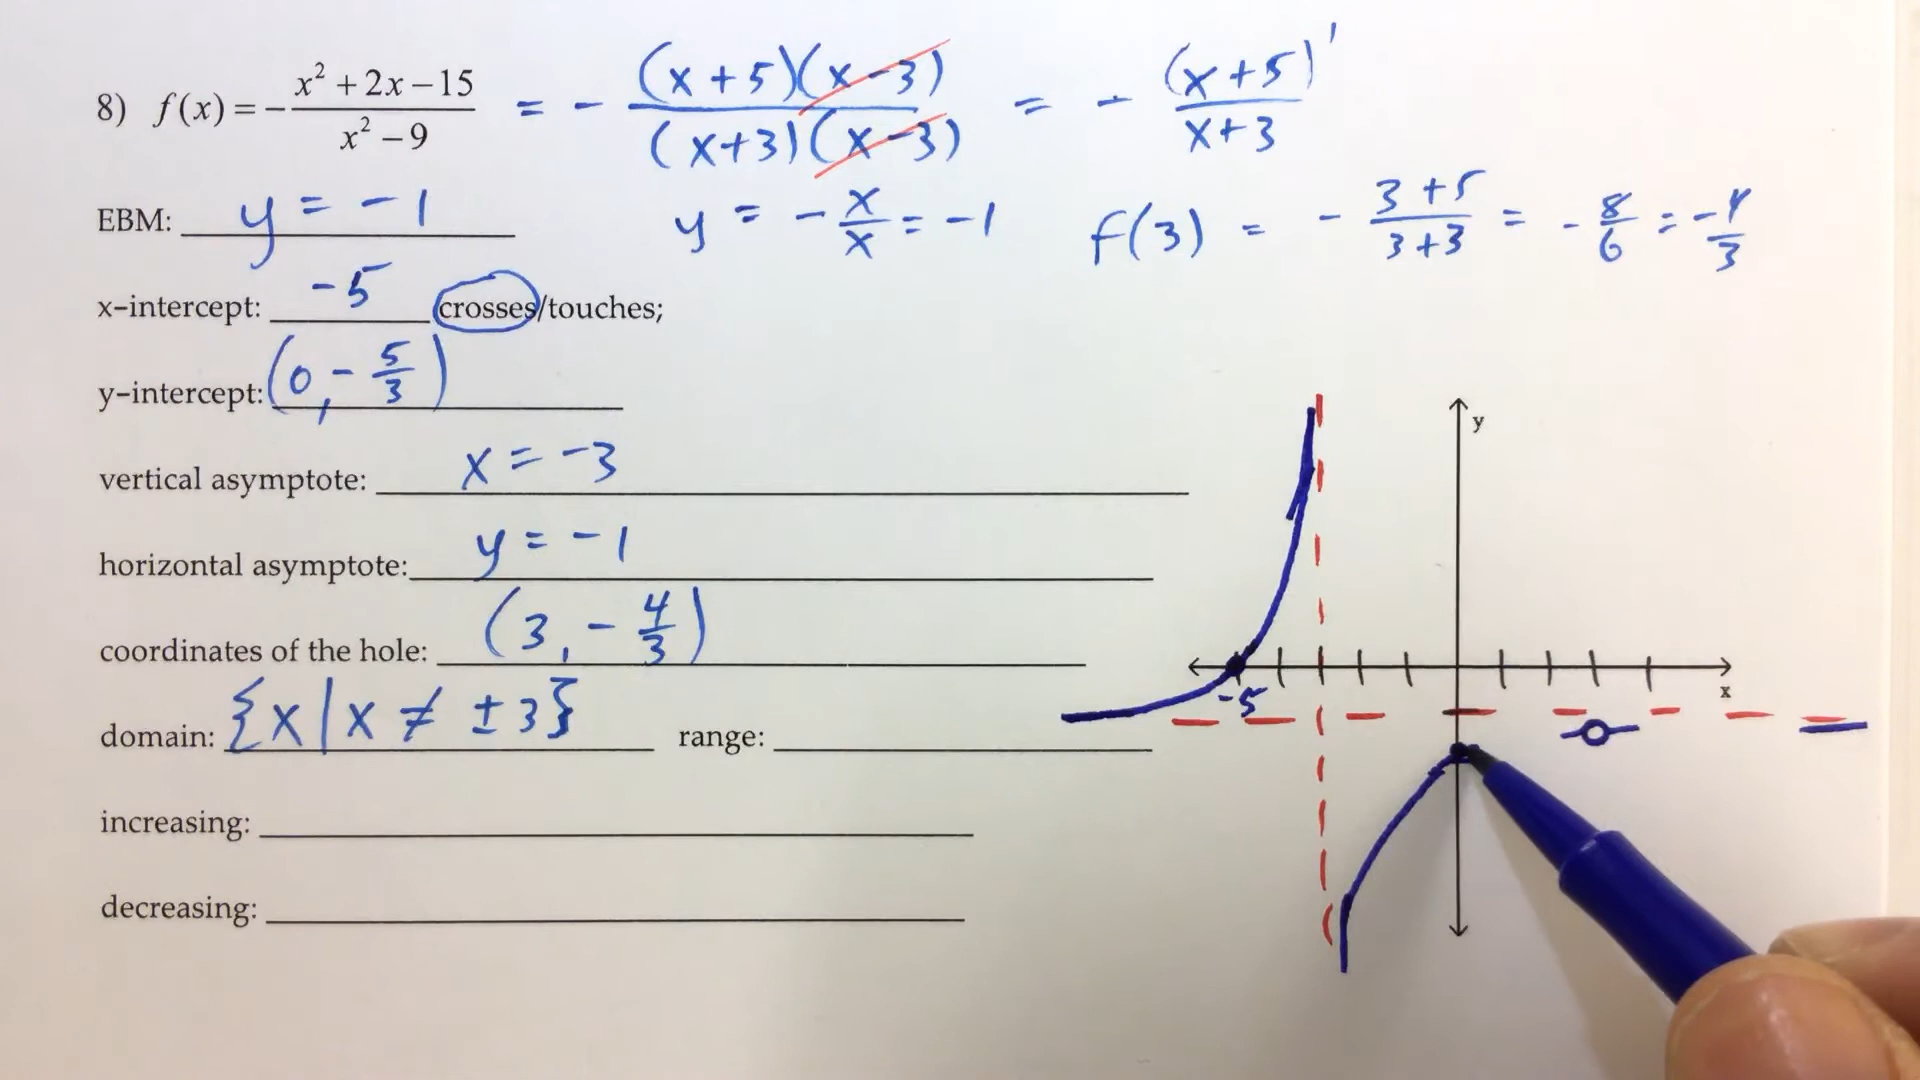 8) f(x) = - (x² + 2x - 15)/(x² - 9) = - (x+5)(x-3)/(x+3)(x-3) = - (x+5)'/x+3
EBM: y = -1 y = - x/x = -1 f(3) = - 3+5/3+3 = - 8/6 = -4/3
x-intercept: -5 crosses/touches;
y-intercept: (0, - 5/3)
vertical asymptote: x = -3
horizontal asymptote: y = -1
coordinates of the hole: (3, - 4/3)
domain: {x | x ≠ ±3} range:
increasing:
decreasing:
y
x
-5